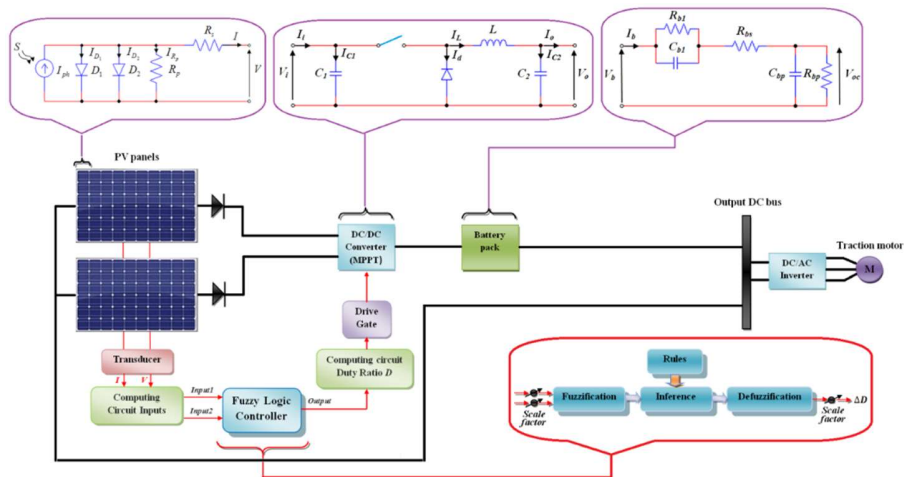 S
I_ph
I_D1
D_1
I_D2
D_2
I_Rp
R_p
R_s
I
V
I_i
V_i
I_C1
C_1
I_L
I_d
L
I_o
I_C2
C_2
V_o
I_b
V_b
R_b1
C_b1
R_bs
C_bp
R_bp
V_oc
PV panels
DC/DC
Converter
(MPPT}
Battery
pack
Output DC bus
DC/AC
Inverter
Traction motor
M
Drive
Gate
Transducer
I
V
Computing
Circuit Inputs
Input1
Input2
Fuzzy Logic
Controller
Output
Computing circuit
Duty Ratio D
Rules
Fuzzification
Inference
Defuzzification
ΔD
Scale
factor
Scale
factor